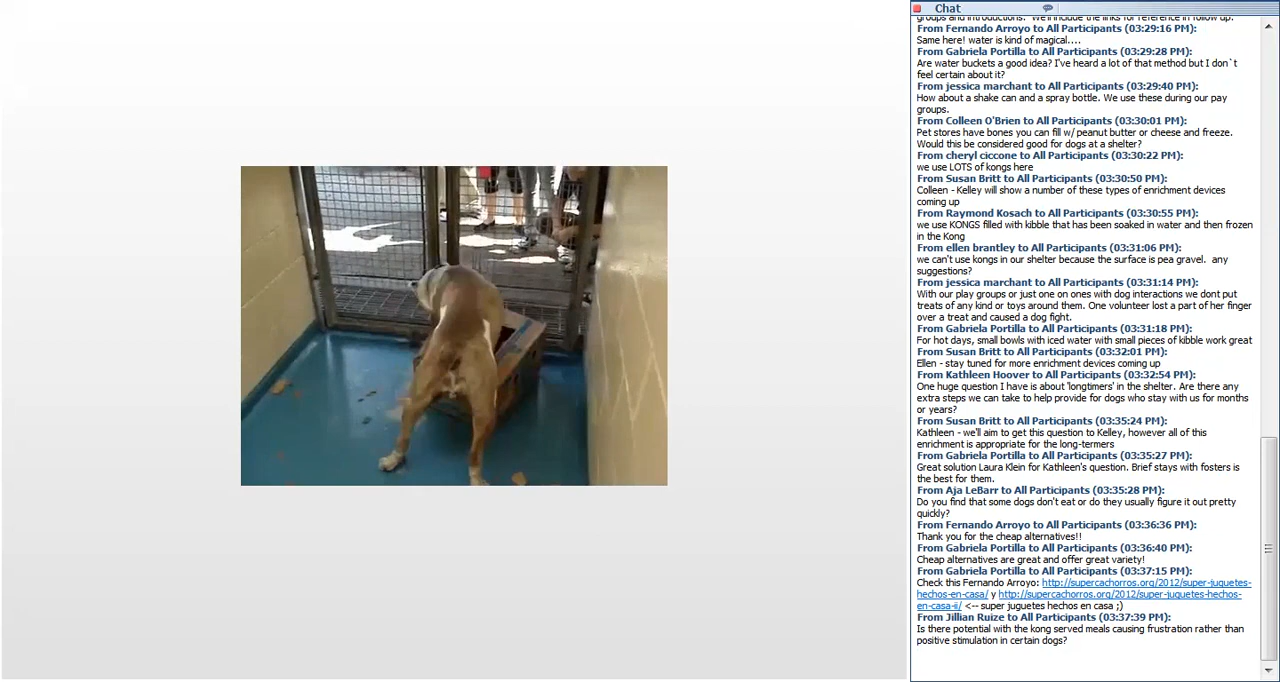 Chat
groups and introductions. We'll include the links for reference in follow up.
From Fernando Arroyo to All Participants (03:29:16 PM):
Same here! water is kind of magical....
From Gabriela Portilla to All Participants (03:29:28 PM):
Are water buckets a good idea? I've heard a lot of that method but I don`t
feel certain about it?
From jessica marchant to All Participants (03:29:40 PM):
How about a shake can and a spray bottle. We use these during our pay
groups.
From Colleen O'Brien to All Participants (03:30:01 PM):
Pet stores have bones you can fill w/ peanut butter or cheese and freeze.
Would this be considered good for dogs at a shelter?
From cheryl ciccone to All Participants (03:30:22 PM):
we use LOTS of kongs here
From Susan Britt to All Participants (03:30:50 PM):
Colleen - Kelley will show a number of these types of enrichment devices
coming up
From Raymond Kosach to All Participants (03:30:55 PM):
we use KONGS filled with kibble that has been soaked in water and then frozen
in the Kong
From ellen brantley to All Participants (03:31:06 PM):
we can't use kongs in our shelter because the surface is pea gravel. any
suggestions?
From jessica marchant to All Participants (03:31:14 PM):
With our play groups or just one on ones with dog interactions we dont put
treats of any kind or toys around them. One volunteer lost a part of her finger
over a treat and caused a dog fight.
From Gabriela Portilla to All Participants (03:31:18 PM):
For hot days, small bowls with iced water with small pieces of kibble work great
From Susan Britt to All Participants (03:32:01 PM):
Ellen - stay tuned for more enrichment devices coming up
From Kathleen Hoover to All Participants (03:32:54 PM):
One huge question I have is about 'longtimers' in the shelter. Are there any
extra steps we can take to help provide for dogs who stay with us for months
or years?
From Susan Britt to All Participants (03:35:24 PM):
Kathleen - we'll aim to get this question to Kelley, however all of this
enrichment is appropriate for the long-termers
From Gabriela Portilla to All Participants (03:35:27 PM):
Great solution Laura Klein for Kathleen's question. Brief stays with fosters is
the best for them.
From Aja LeBarr to All Participants (03:35:28 PM):
Do you find that some dogs don't eat or do they usually figure it out pretty
quickly?
From Fernando Arroyo to All Participants (03:36:36 PM):
Thank you for the cheap alternatives!!
From Gabriela Portilla to All Participants (03:36:40 PM):
Cheap alternatives are great and offer great variety!
From Gabriela Portilla to All Participants (03:37:15 PM):
Check this Fernando Arroyo: http://supercachorros.org/2012/super-juguetes-
hechos-en-casa/ y http://supercachorros.org/2012/super-juguetes-hechos-
en-casa-ii/ <-- super juguetes hechos en casa ;)
From Jillian Ruize to All Participants (03:37:39 PM):
Is there potential with the kong served meals causing frustration rather than
positive stimulation in certain dogs?